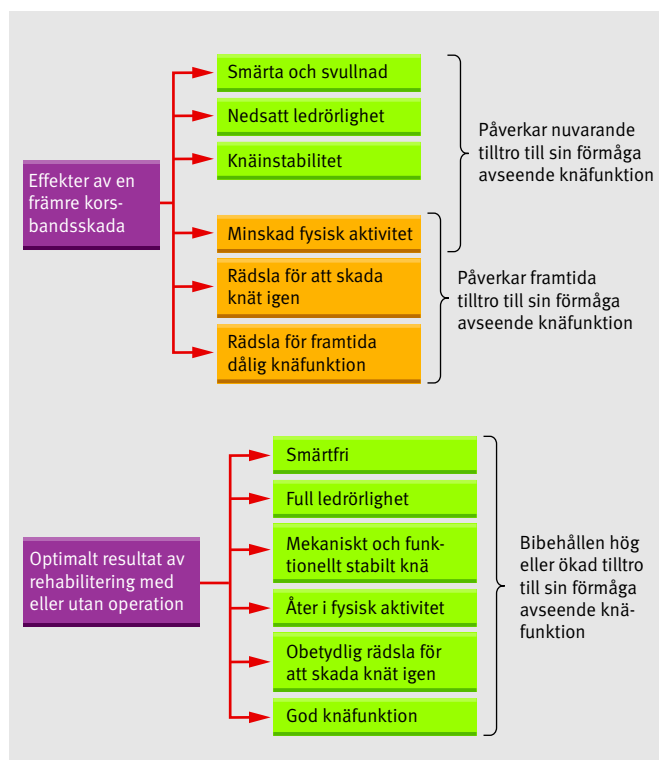 Effekter av en
främre kors-
bandsskada
Smärta och svullnad
Nedsatt ledrörlighet
Knäinstabilitet
Minskad fysisk aktivitet
Rädsla för att skada
knät igen
Rädsla för framtida
dålig knäfunktion
Påverkar nuvarande
tilltro till sin förmåga
avseende knäfunktion
Påverkar framtida
tilltro till sin förmåga
avseende knäfunktion
Optimalt resultat av
rehabilitering med
eller utan operation
Smärtfri
Full ledrörlighet
Mekaniskt och funk-
tionellt stabilt knä
Åter i fysisk aktivitet
Obetydlig rädsla för
att skada knät igen
God knäfunktion
Bibehållen hög
eller ökad tilltro
till sin förmåga
avseende knä-
funktion